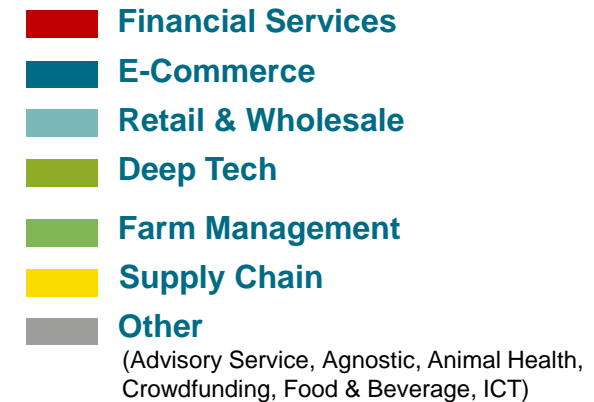 Financial Services
E-Commerce
Retail & Wholesale
Deep Tech
Farm Management
Supply Chain
Other
(Advisory Service, Agnostic, Animal Health,
Crowdfunding, Food & Beverage, ICT)